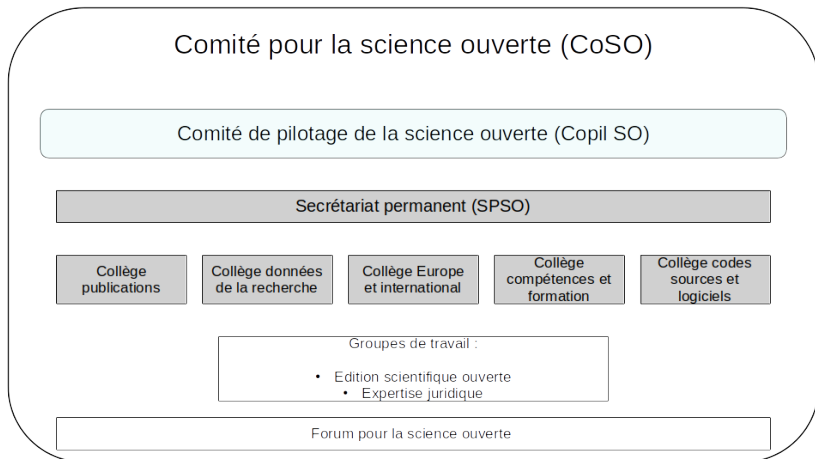 Comité pour la science ouverte (CoSO)
Comité de pilotage de la science ouverte (Copil SO)
Secrétariat permanent (SPSO)
Collège
publications
Collège données
de la recherche
Collège Europe
et international
Collège
compétences et
formation
Collège codes
sources et
logiciels
Groupes de travail :
• Edition scientifique ouverte
• Expertise juridique
Forum pour la science ouverte